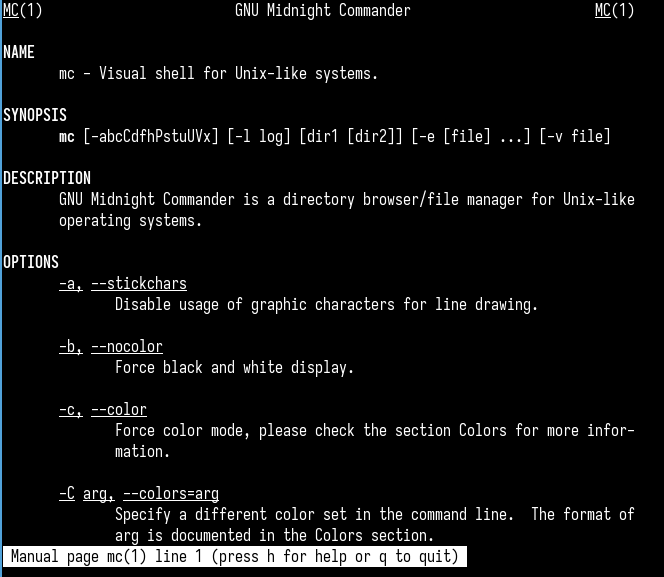 MC(1) GNU Midnight Commander MC(1)
NAME
mc - Visual shell for Unix-like systems.
SYNOPSIS
mc [-abcCdfhPstuUVx] [-l log] [dir1 [dir2]] [-e [file] ...] [-v file]
DESCRIPTION
GNU Midnight Commander is a directory browser/file manager for Unix-like
operating systems.
OPTIONS
-a, --stickchars
Disable usage of graphic characters for line drawing.
-b, --nocolor
Force black and white display.
-c, --color
Force color mode, please check the section Colors for more infor-
mation.
-C arg, --colors=arg
Specify a different color set in the command line.  The format of
arg is documented in the Colors section.
Manual page mc(1) line 1 (press h for help or q to quit)